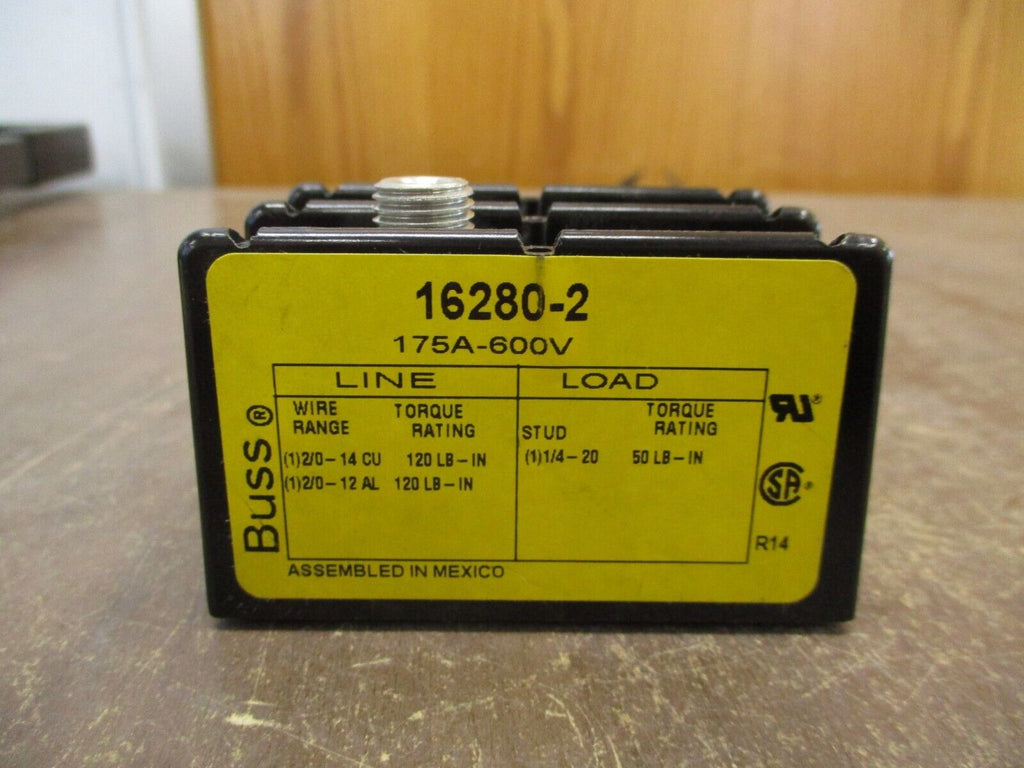 16280-2
175A-600V
LINE LOAD
WIRE RANGE TORQUE RATING STUD TORQUE RATING
(1)2/0-14 CU 120 LB-IN (1)1/4-20 50 LB-IN
(1)2/0-12 AL 120 LB-IN
Buss®
RU®
SA®
R14
ASSEMBLED IN MEXICO